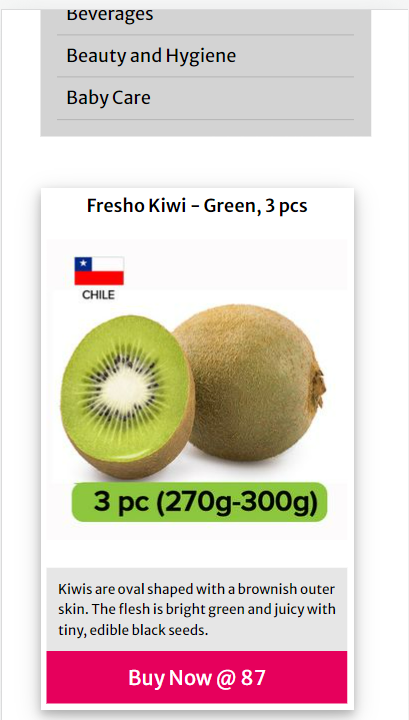 Beverages
Beauty and Hygiene
Baby Care
Fresho Kiwi - Green, 3 pcs
CHILE
3 pc (270g-300g)
Kiwis are oval shaped with a brownish outer
skin. The flesh is bright green and juicy with
tiny, edible black seeds.
Buy Now @ 87